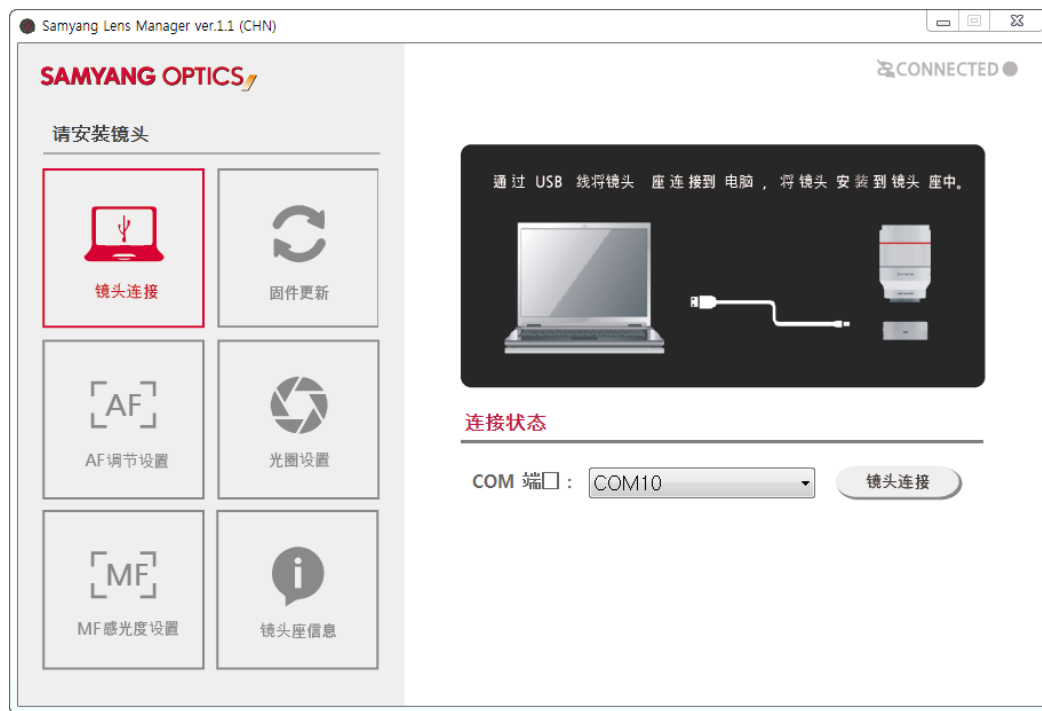 Samyang Lens Manager ver.1.1 (CHN)
SAMYANG OPTICS
CONNECTED
请安装镜头
镜头连接
固件更新
AF调节设置
光圈设置
MF感光度设置
镜头座信息
通过 USB 线将镜头 座连接到 电脑 , 将 镜头 安装到镜头 座中。
连接状态
COM 端口 : COM10 镜头连接